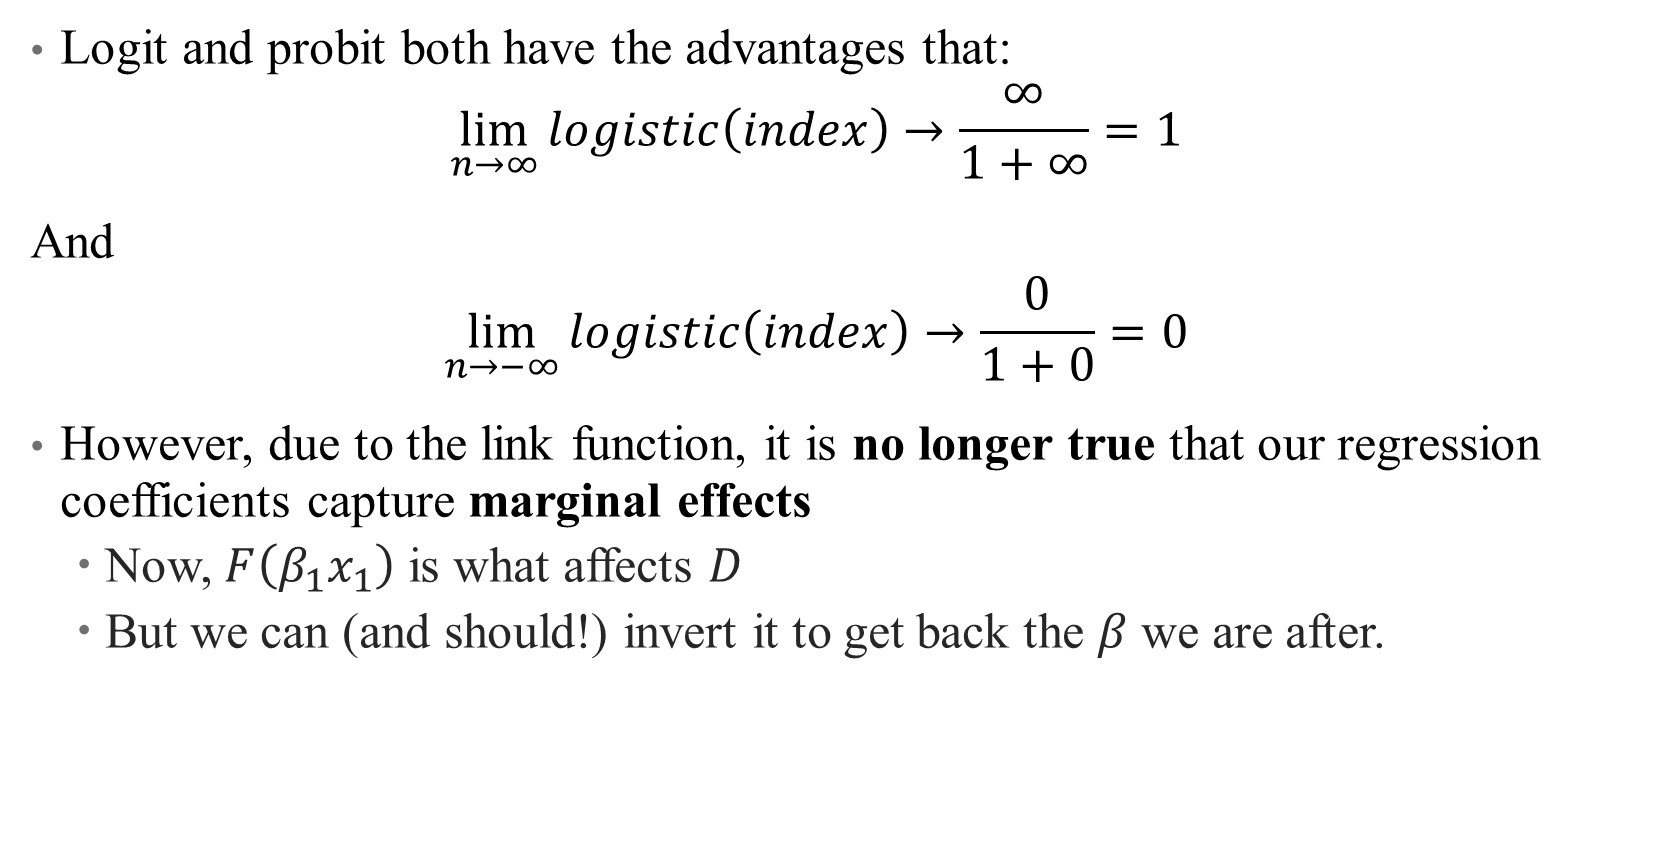 • Logit and probit both have the advantages that:
lim n→∞ logistic(index) → ∞ / (1 + ∞) = 1
And
lim n→−∞ logistic(index) → 0 / (1 + 0) = 0
• However, due to the link function, it is no longer true that our regression
coefficients capture marginal effects
• Now, F(β₁x₁) is what affects D
• But we can (and should!) invert it to get back the β we are after.